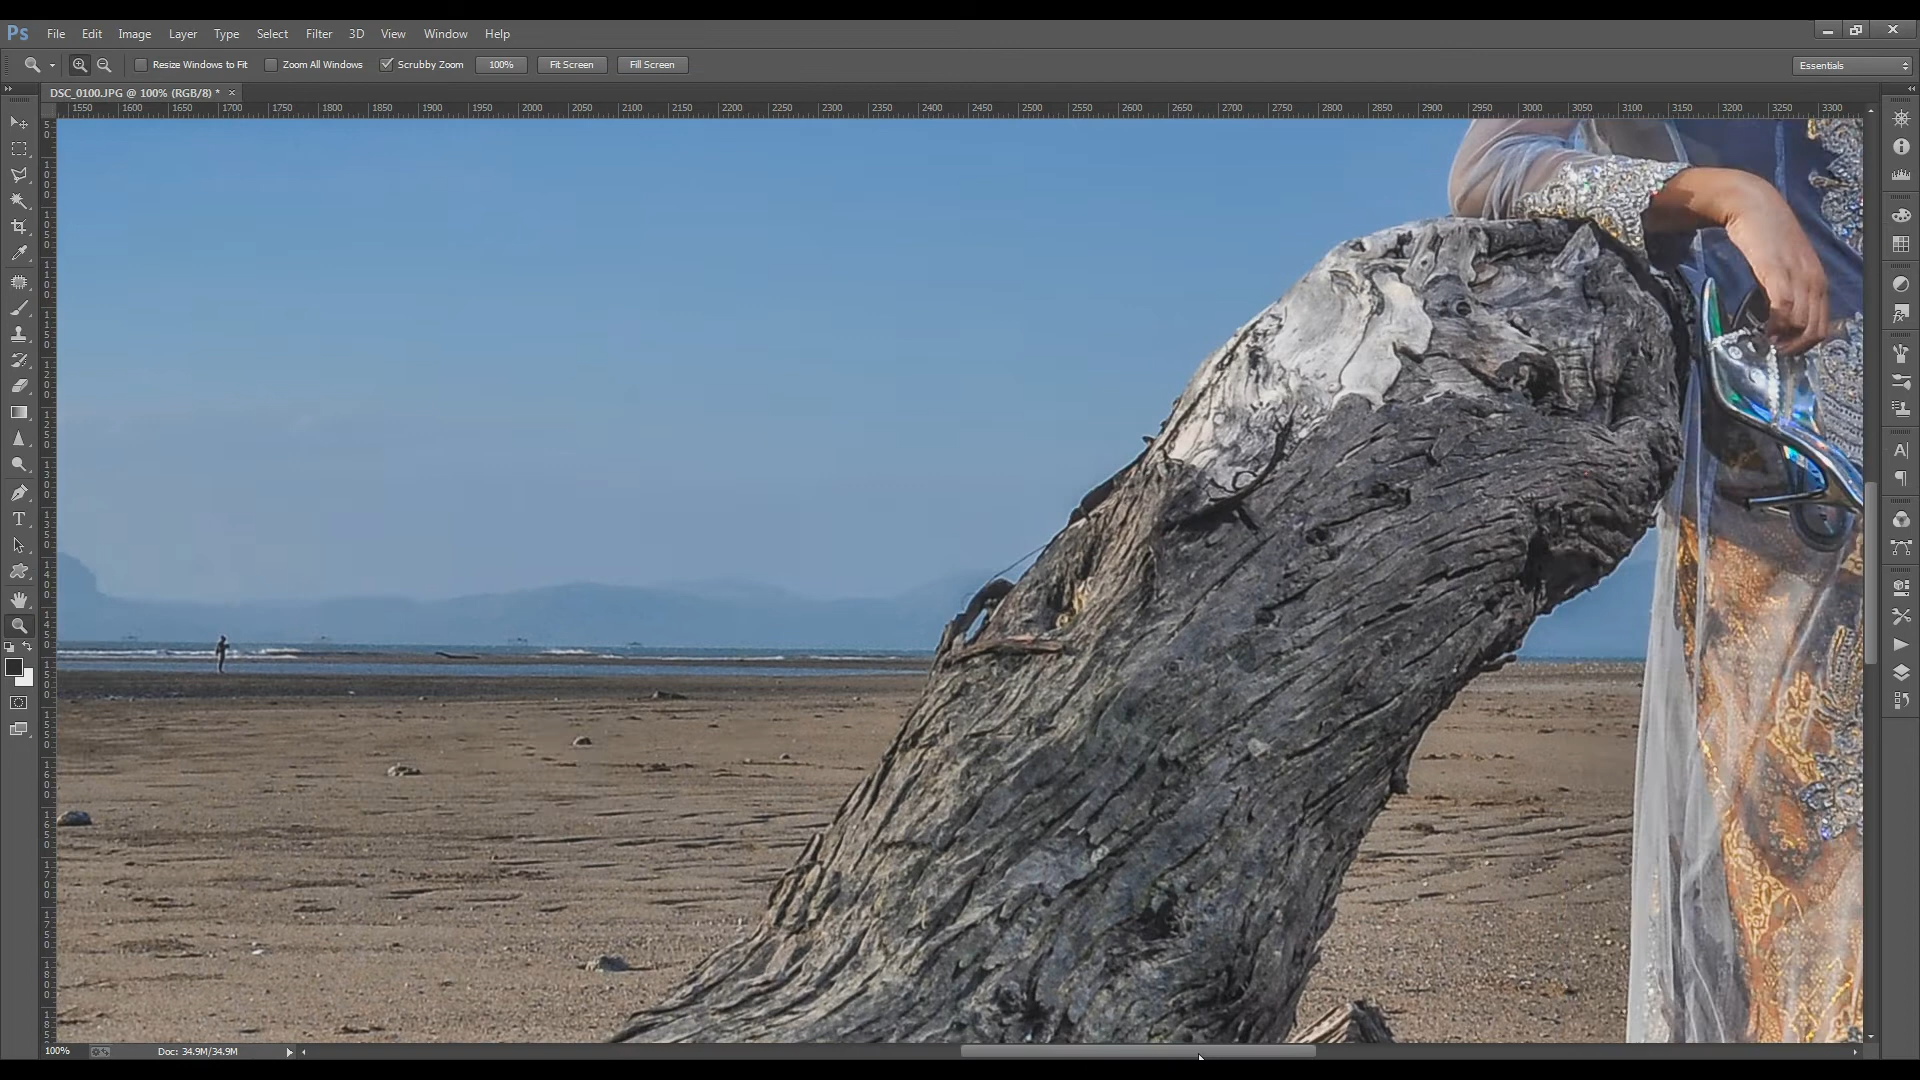 Ps File Edit Image Layer Type Select Filter 3D View Window Help
Resize Windows to Fit Zoom All Windows Scrubby Zoom 100% Fit Screen Fill Screen Essentials
DSC_0100.JPG @ 100% (RGB/8) * ×
1550 1600 1650 1700 1750 1800 1850 1900 1950 2000 2050 2100 2150 2200 2250 2300 2350 2400 2450 2500 2550 2600 2650 2700 2750 2800 2850 2900 2950 3000 3050 3100 3150 3200 3250 3300
100% Doc: 34.9M/34.9M